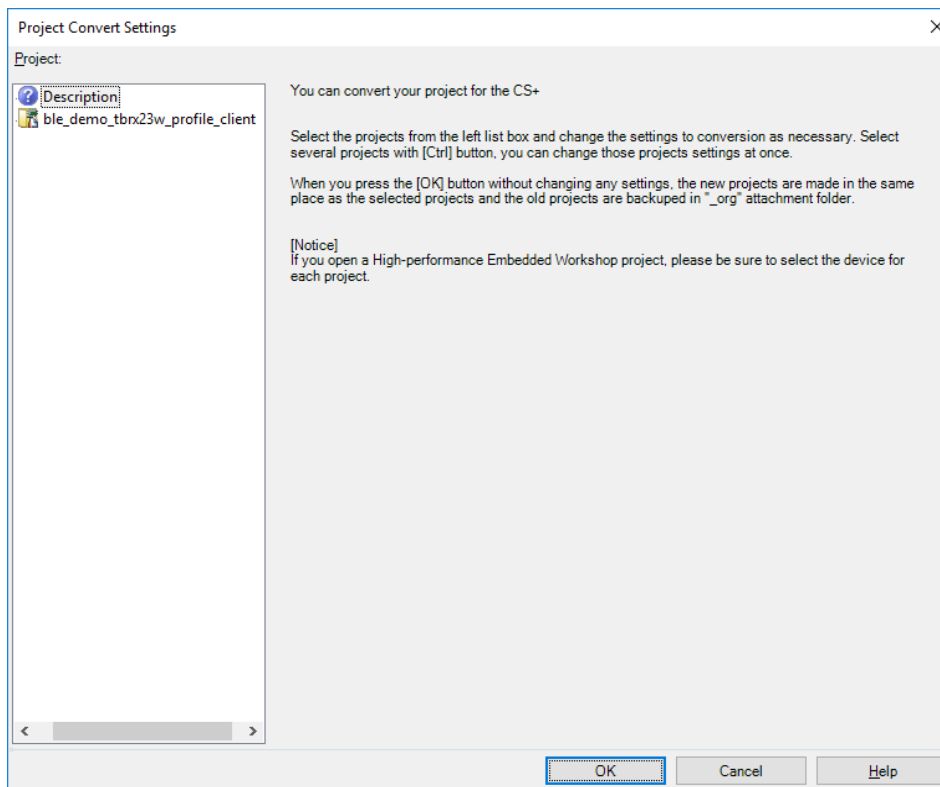 Project Convert Settings
Project:
Description
ble_demo_tbrx23w_profile_client
You can convert your project for the CS+
Select the projects from the left list box and change the settings to conversion as necessary. Select
several projects with [Ctrl] button, you can change those projects settings at once.
When you press the [OK] button without changing any settings, the new projects are made in the same
place as the selected projects and the old projects are backuped in "_org" attachment folder.
[Notice]
If you open a High-performance Embedded Workshop project, please be sure to select the device for
each project.
OK
Cancel
Help